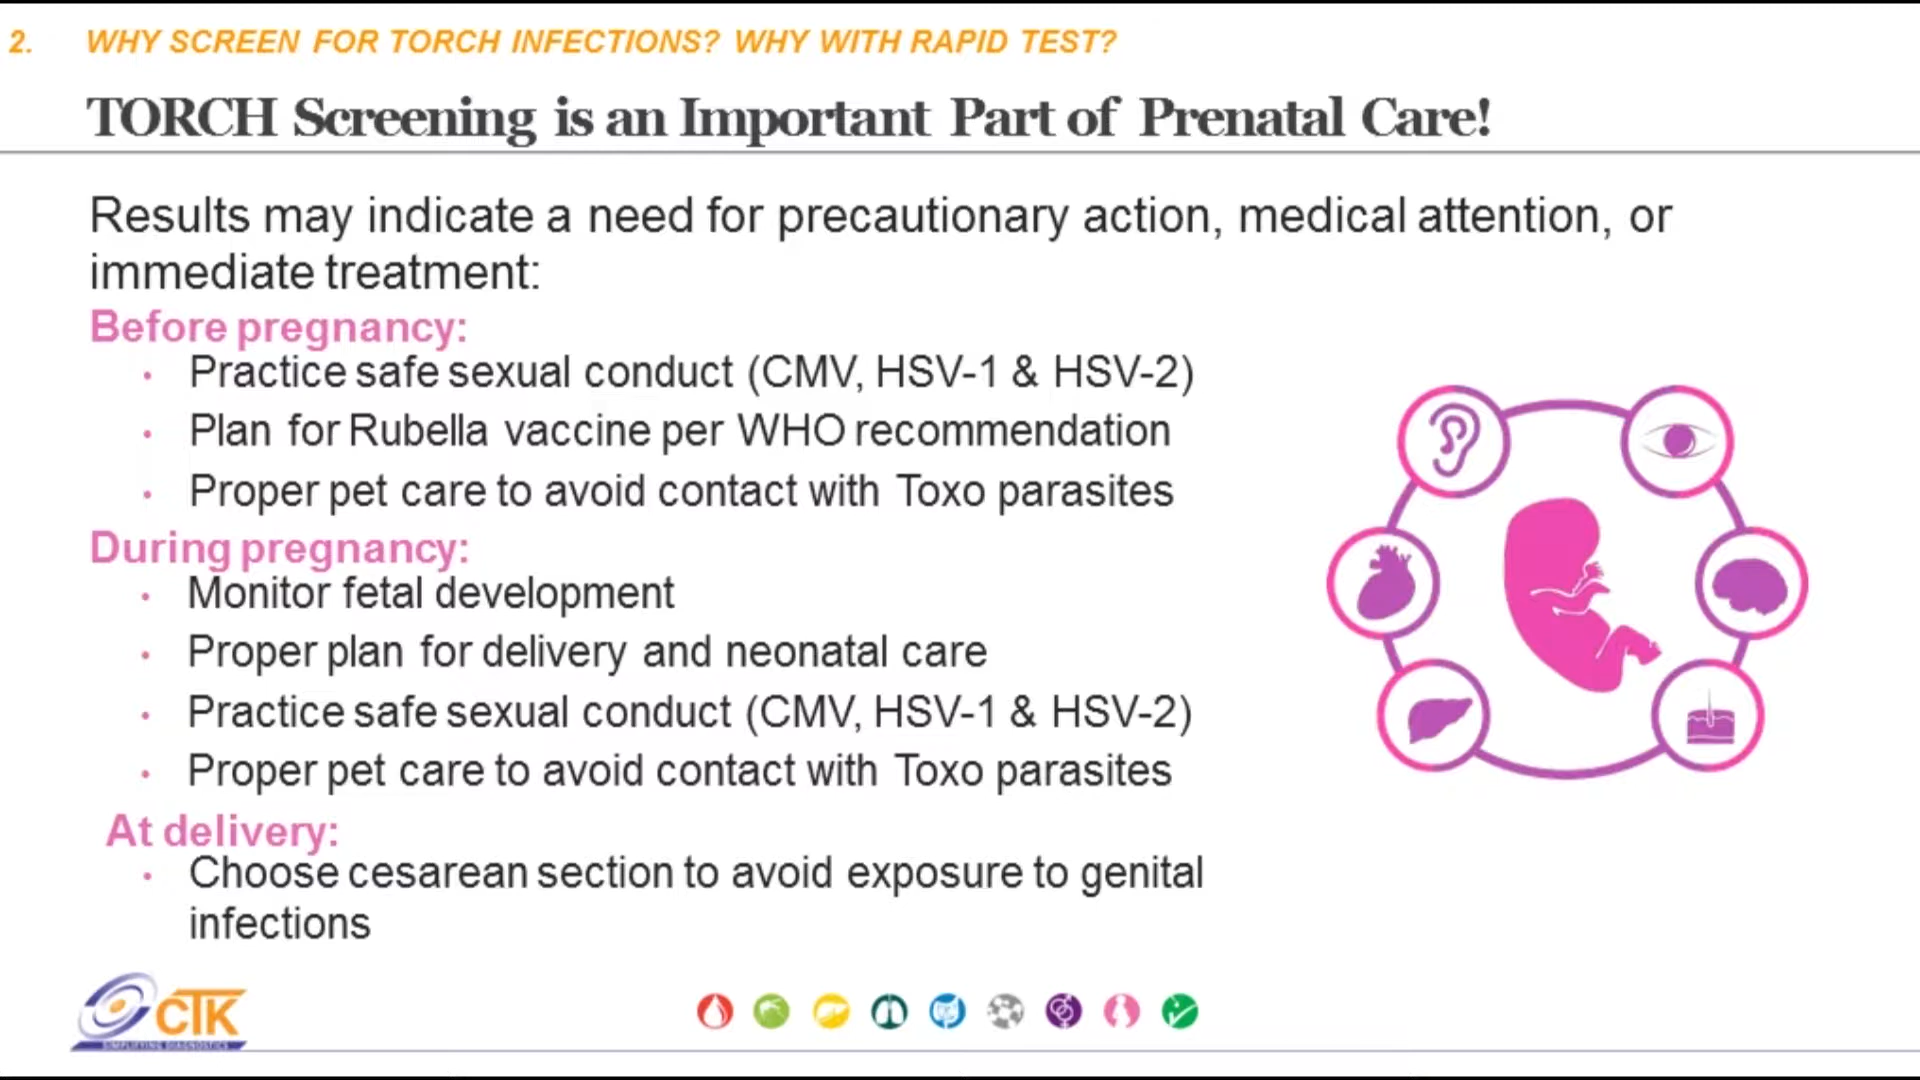 2. WHY SCREEN FOR TORCH INFECTIONS? WHY WITH RAPID TEST?
TORCH Screening is an Important Part of Prenatal Care!
Results may indicate a need for precautionary action, medical attention, or
immediate treatment:
Before pregnancy:
• Practice safe sexual conduct (CMV, HSV-1 & HSV-2)
• Plan for Rubella vaccine per WHO recommendation
• Proper pet care to avoid contact with Toxo parasites
During pregnancy:
• Monitor fetal development
• Proper plan for delivery and neonatal care
• Practice safe sexual conduct (CMV, HSV-1 & HSV-2)
• Proper pet care to avoid contact with Toxo parasites
At delivery:
• Choose cesarean section to avoid exposure to genital
infections
CTK
SIMPLIFYING DIAGNOSTICS